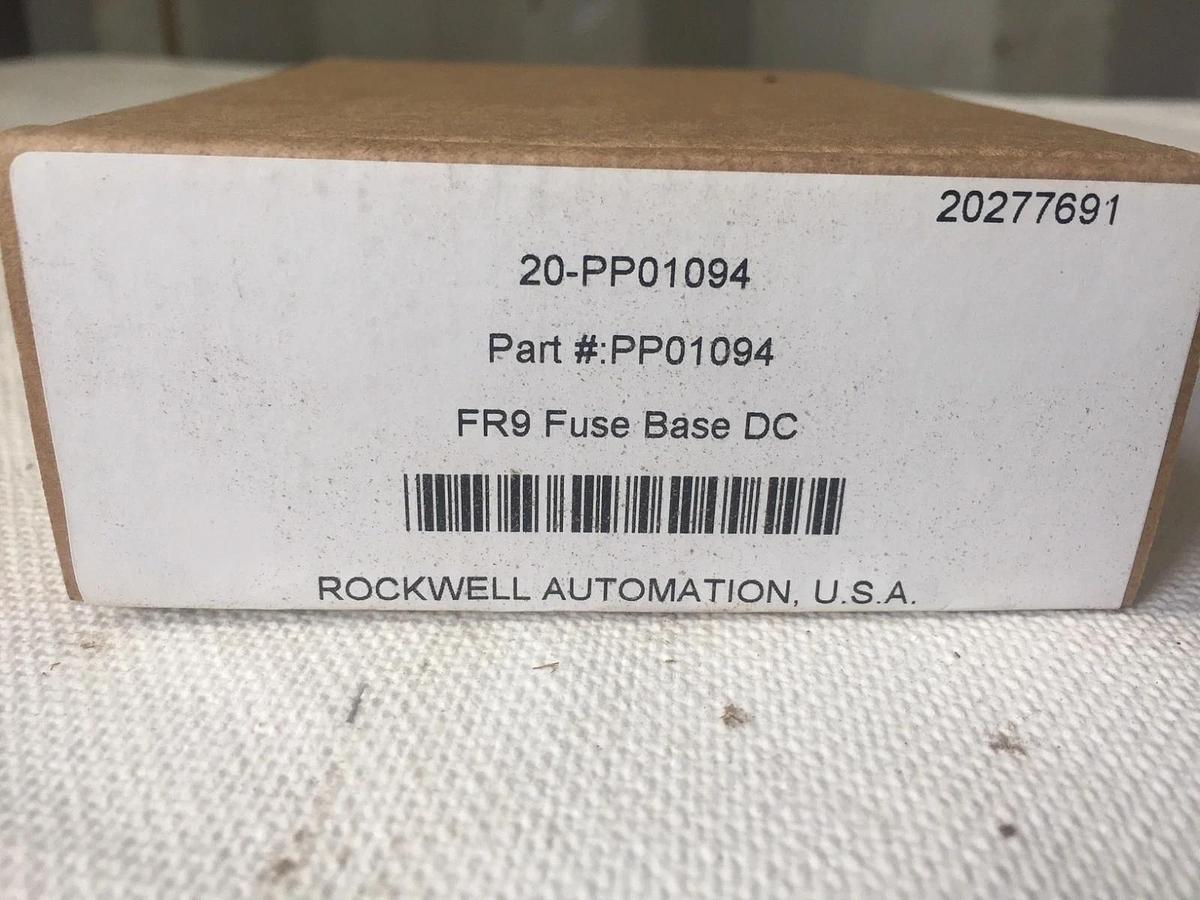 20277691
20-PP01094
Part #:PP01094
FR9 Fuse Base DC
ROCKWELL AUTOMATION, U.S.A.